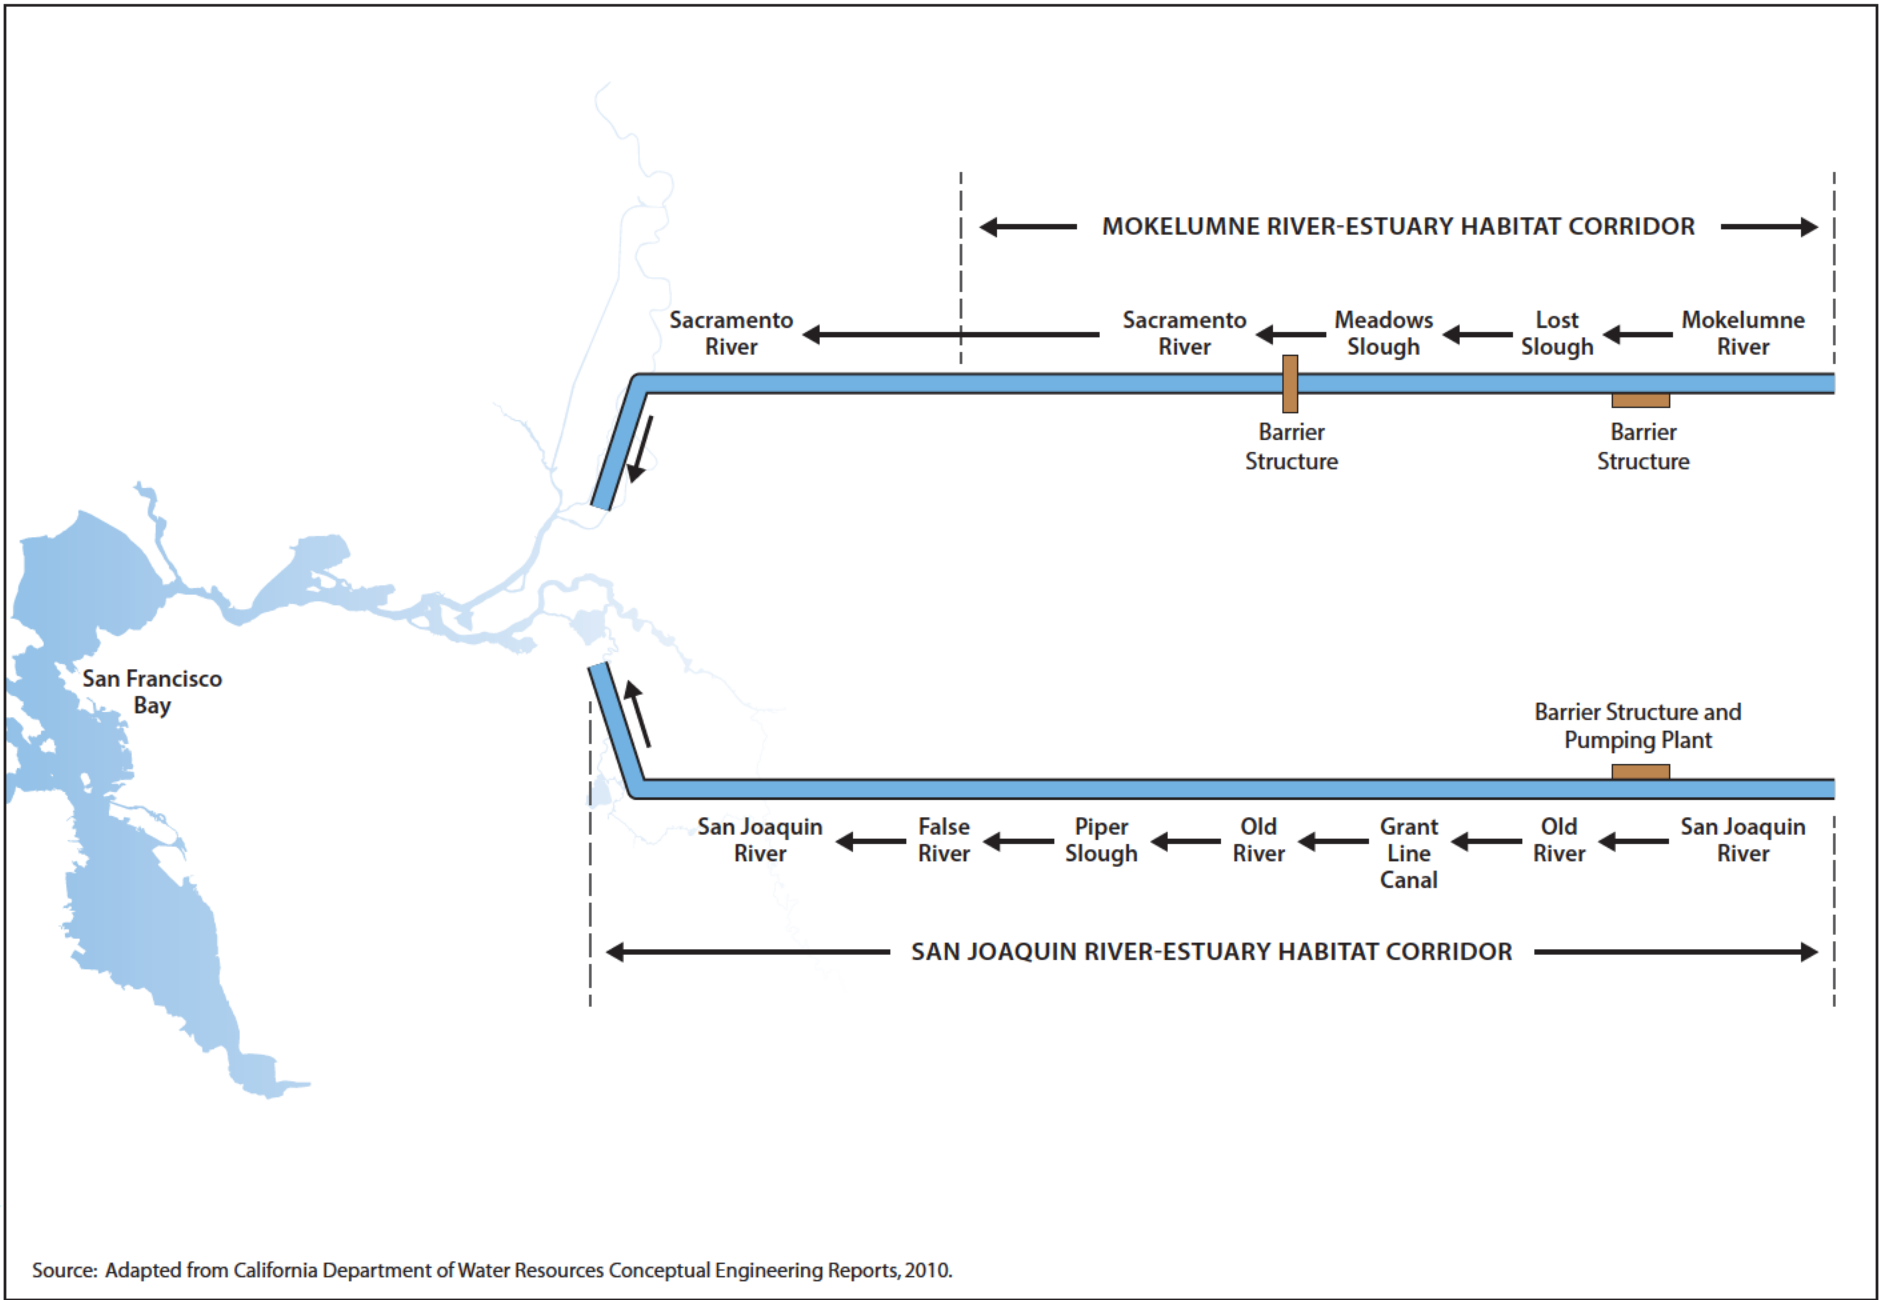 MOKELUMNE RIVER-ESTUARY HABITAT CORRIDOR
Sacramento
River
Sacramento
River
Meadows
Slough
Lost
Slough
Mokelumne
River
Barrier
Structure
Barrier
Structure
San Francisco
Bay
Barrier Structure and
Pumping Plant
San Joaquin
River
False
River
Piper
Slough
Old
River
Grant
Line
Canal
Old
River
San Joaquin
River
SAN JOAQUIN RIVER-ESTUARY HABITAT CORRIDOR
Source: Adapted from California Department of Water Resources Conceptual Engineering Reports, 2010.